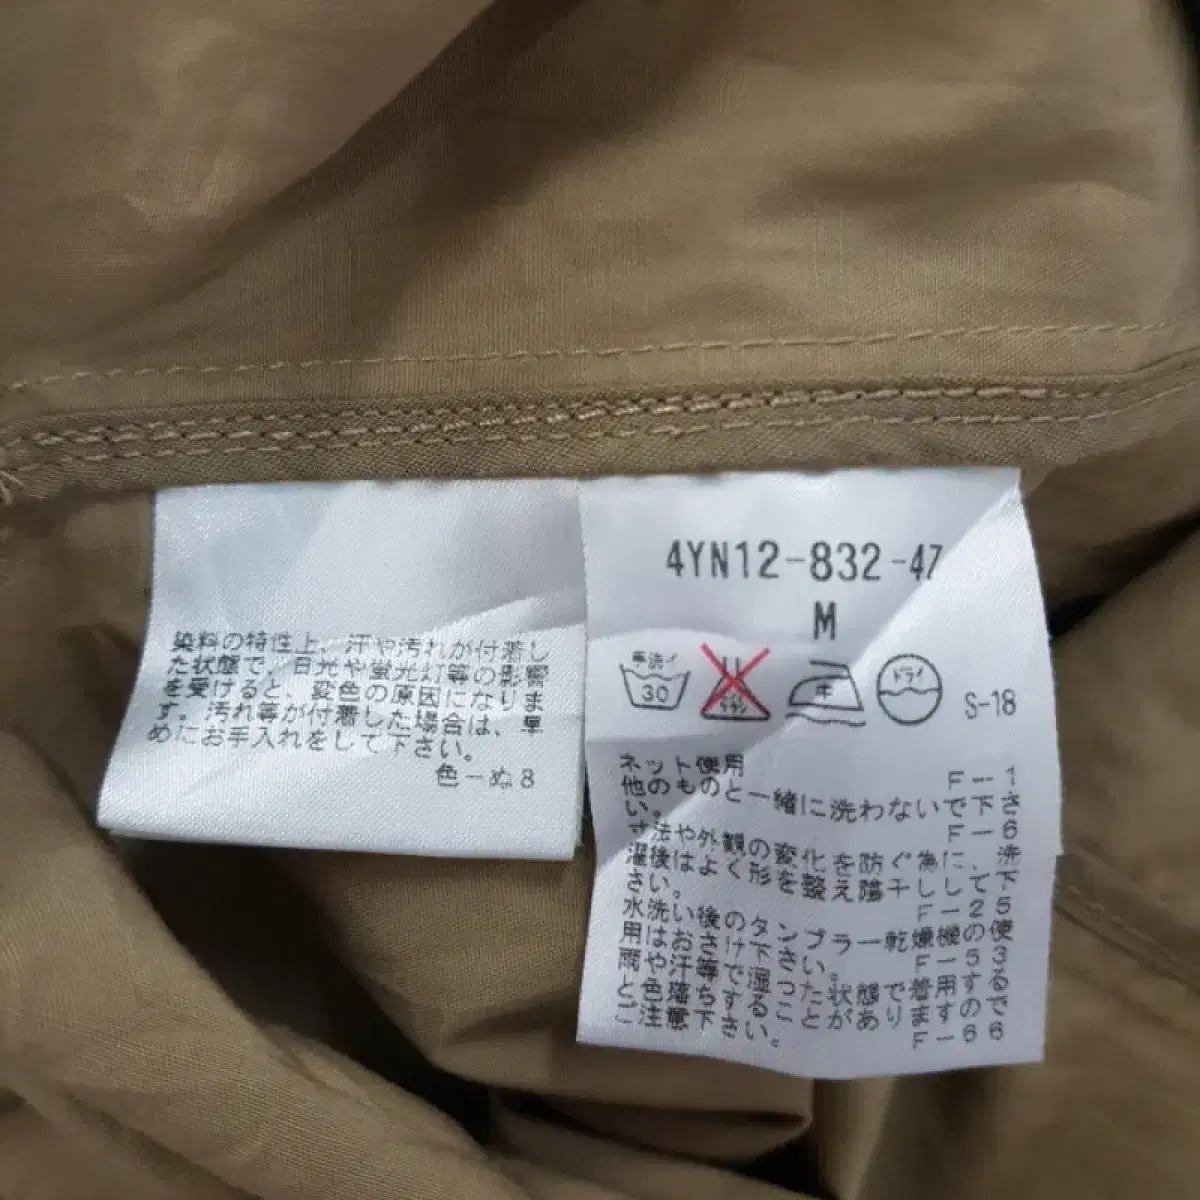 染料の特性上、汗や汚れが付着し
た状態で、日光や蛍光灯等の影響
を受けると、変色の原因になりま
す。汚れ等が付着した場合は、早
めにお手入れをして下さい。
色-ぬ8
4YN12-832-47
M
手洗イ
30
中
ドライ
S-18
ネット使用
F-1
他のものと一緒に洗わないで下さ
い。
F-6
寸法や外観の変化を防ぐ為に、洗
濯後はよく形を整え陰干しして下
さい。
F-25
水洗い後のタンブラー乾燥機の使
用はおさけ下さい。
F-53
雨や汗等で湿った状態で着用する
と色落ちすることがありますので
ご注意下さい。
F-66